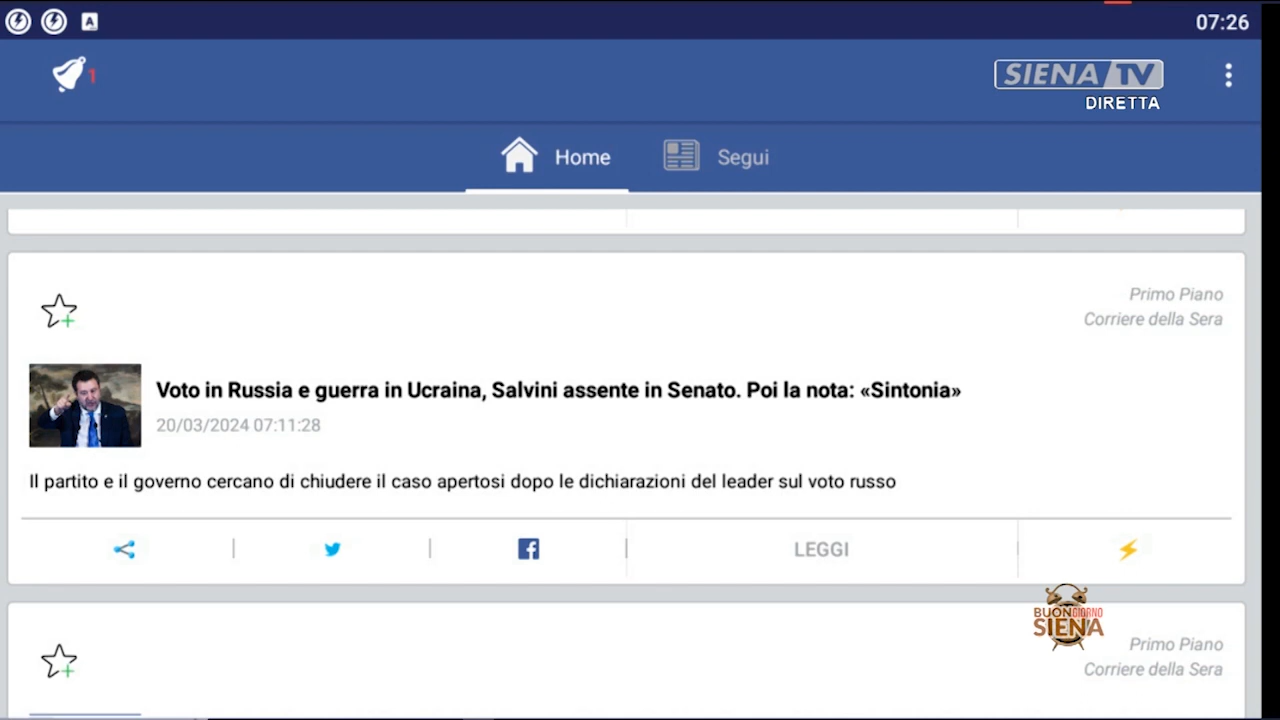 A
07:26
1
SIENA TV
DIRETTA
Home
Segui
Primo Piano
Corriere della Sera
Voto in Russia e guerra in Ucraina, Salvini assente in Senato. Poi la nota: «Sintonia»
20/03/2024 07:11:28
Il partito e il governo cercano di chiudere il caso apertosi dopo le dichiarazioni del leader sul voto russo
LEGGI
BUONGIORNO
SIENA
Primo Piano
Corriere della Sera